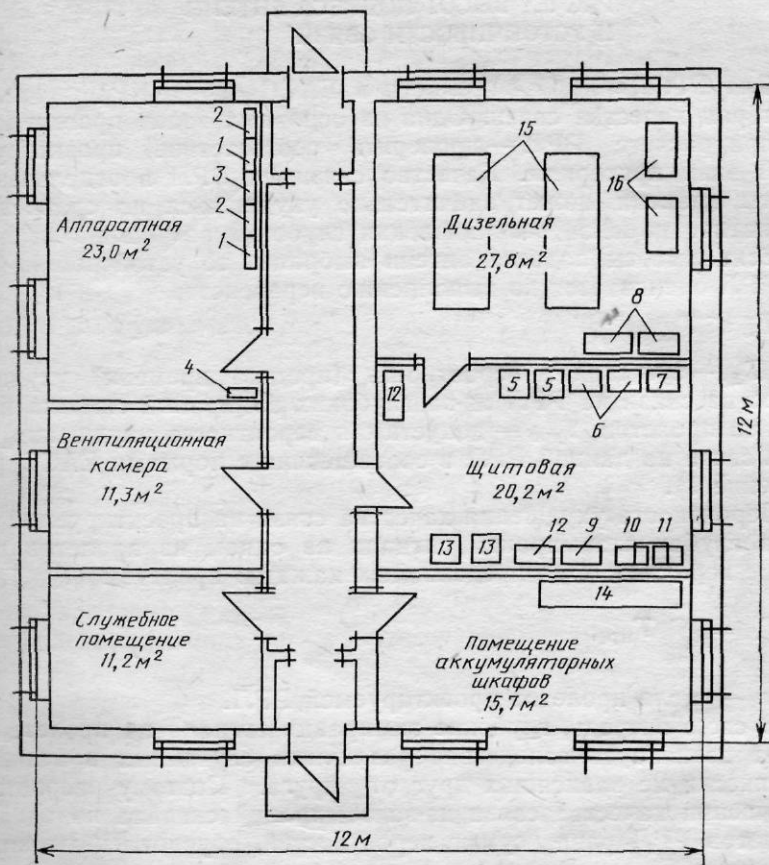 2
1
3
2
1
15
16
Аппаратная
23,0 м²
Дизельная
27,8 м²
8
4
12
5
5
7
6
12 м
Вентиляционная
камера
11,3 м²
Щитовая
20,2 м²
13
13
12
9
10
11
14
Служебное
помещение
11,2 м²
Помещение
аккумуляторных
шкафов
15,7 м²
12 м